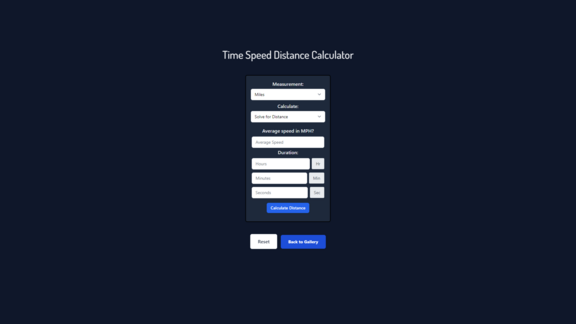 Time Speed Distance Calculator
Measurement:
Miles
Calculate:
Solve for Distance
Average speed in MPH?
Average Speed
Duration:
Hours
Hr
Minutes
Min
Seconds
Sec
Calculate Distance
Reset
Back to Gallery